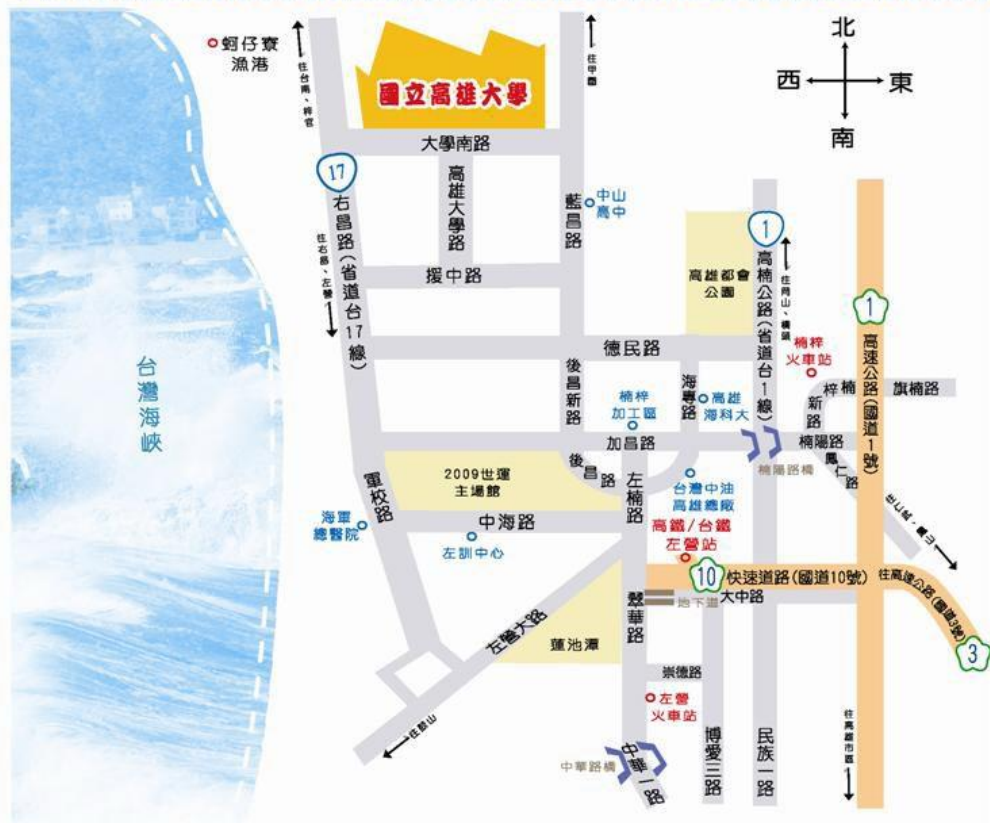 北
西
東
南
蚵仔寮
漁港
往台南、梓官
國立高雄大學
往甲圍
大學南路
17
右昌路(省道台17線)
高雄大學路
藍昌路
中山
高中
往右昌、左營
援中路
高雄都會
公園
1
高楠公路(省道台1線)
往岡山、橋頭
1
高速公路(國道1號)
台灣海峽
德民路
楠梓
火車站
後昌新路
楠梓
加工區
海專路
高雄
海科大
梓楠
新路
旗楠路
加昌路
楠陽路
楠陽路橋
鳳仁路
往仁武、鳳山
2009世運
主場館
後昌路
左楠路
台灣中油
高雄總廠
軍校路
海軍
總醫院
中海路
左訓中心
高鐵/台鐵
左營站
10
快速道路(國道10號)
往高速公路(國道3號)
3
地下道
大中路
翠華路
左營大路
蓮池潭
崇德路
左營
火車站
往鼓山
中華路橋
中華一路
博愛三路
民族一路
往高雄市區